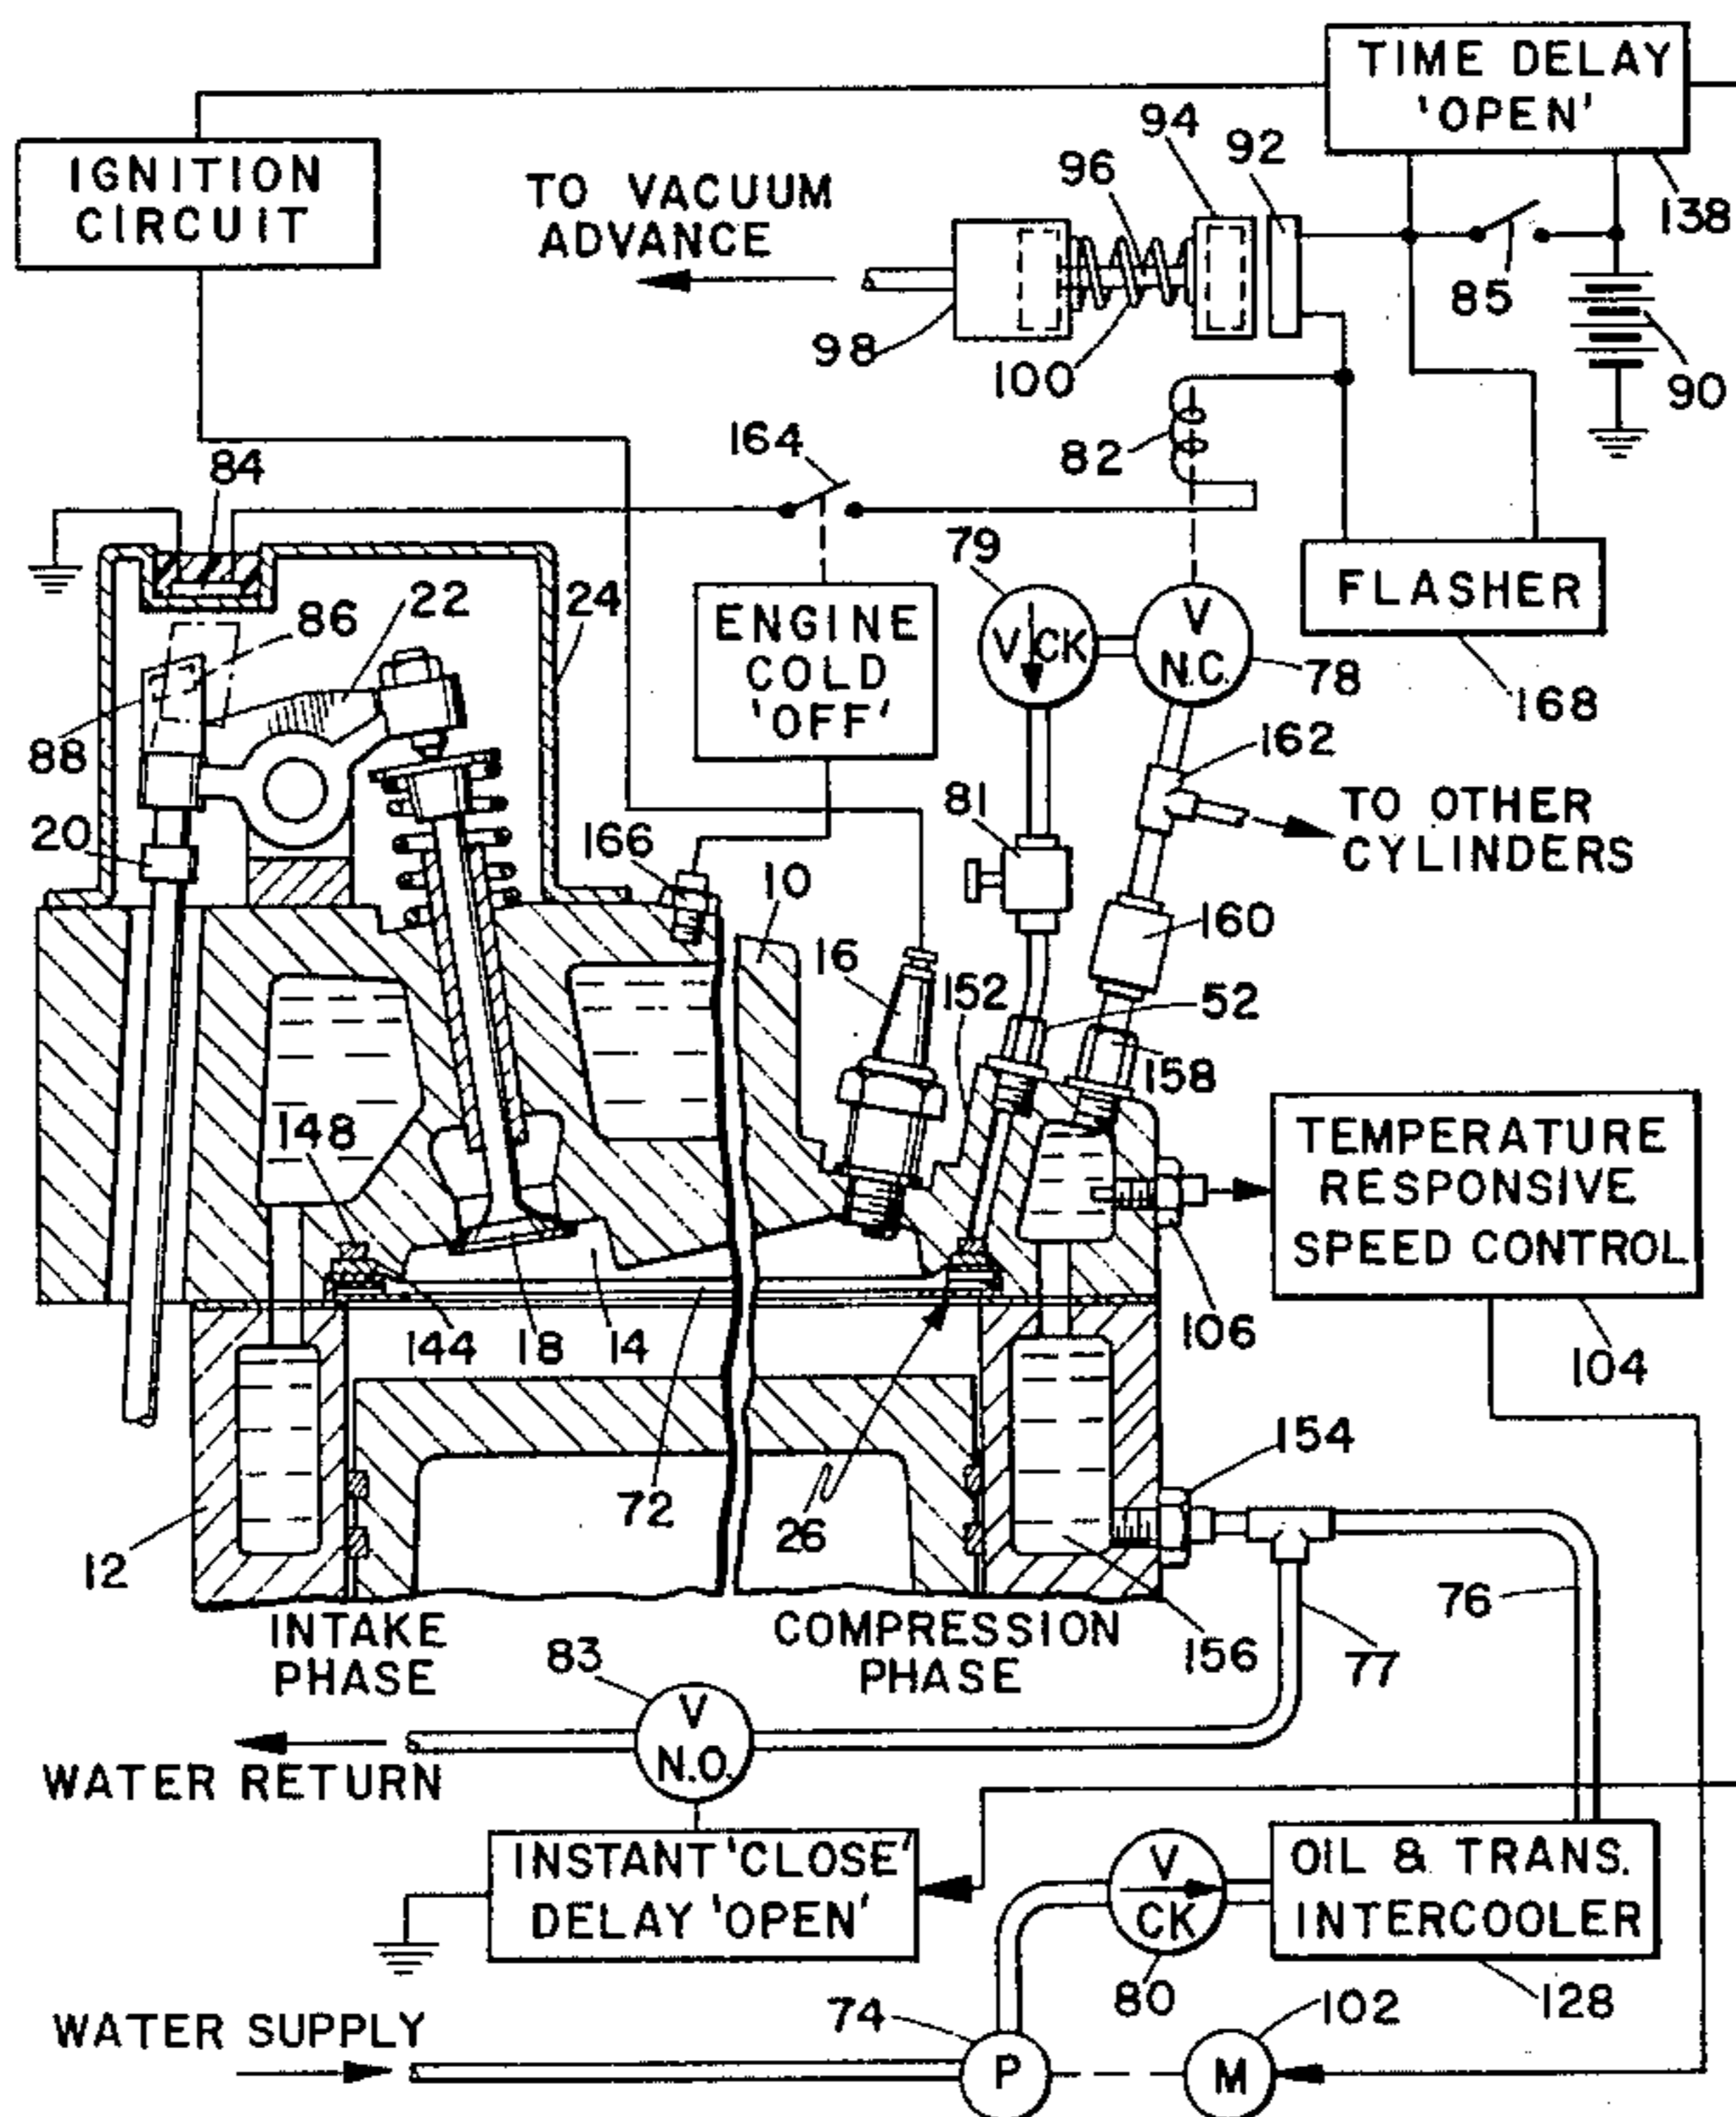 TIME DELAY
'OPEN'
138
IGNITION
CIRCUIT
TO VACUUM
ADVANCE
94
92
96
98
100
85
90
82
164
84
79
V CK
V
N.C.
78
FLASHER
168
86
22
24
88
20
ENGINE
COLD
'OFF'
162
81
TO OTHER
CYLINDERS
166
10
160
16
152
52
158
148
TEMPERATURE
RESPONSIVE
SPEED CONTROL
106
104
144
18
14
72
26
154
12
156
76
77
INTAKE
PHASE
COMPRESSION
PHASE
83
V
N.O.
WATER RETURN
INSTANT 'CLOSE'
DELAY 'OPEN'
V
CK
80
OIL & TRANS.
INTERCOOLER
128
WATER SUPPLY
74
P
102
M